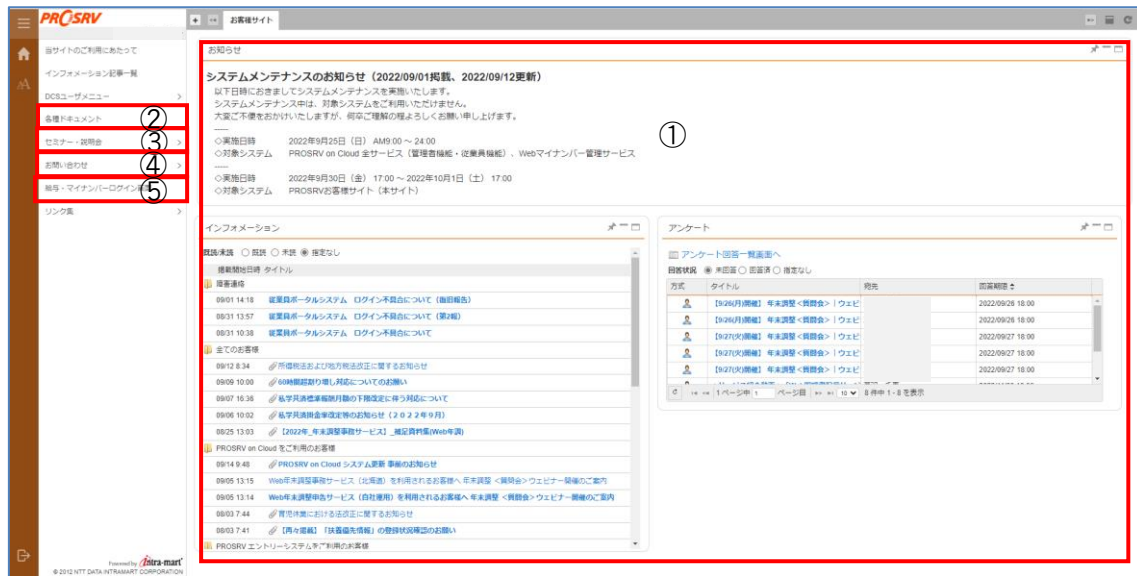 PROSRV
お客様サイト
当サイトのご利用にあたって
インフォメーション記事一覧
DCSユーザメニュー
各種ドキュメント
②
セミナー・説明会
③
お問い合わせ
④
給与・マイナンバーログイン画面
⑤
リンク集
Powered by intra-mart
© 2012 NTT DATA INTRAMART CORPORATION
お知らせ
システムメンテナンスのお知らせ（2022/09/01掲載、2022/09/12更新）
以下日時におきましてシステムメンテナンスを実施いたします。
システムメンテナンス中は、対象システムをご利用いただけません。
大変ご不便をおかけいたしますが、何卒ご理解の程よろしくお願い申し上げます。
-----
◇実施日時 2022年9月25日（日） AM9:00 ～ 24:00
◇対象システム PROSRV on Cloud 全サービス（管理者機能・従業員機能）、Webマイナンバー管理サービス
-----
◇実施日時 2022年9月30日（金） 17:00 ～ 2022年10月1日（土） 17:00
◇対象システム PROSRVお客様サイト（本サイト）
①
インフォメーション
既読/未読 既読 未読 指定なし
掲載開始日時 タイトル
障害連絡
09/01 14:18 従業員ポータルシステム ログイン不具合について（復旧報告）
08/31 13:57 従業員ポータルシステム ログイン不具合について（第2報）
08/31 10:38 従業員ポータルシステム ログイン不具合について
全てのお客様
09/12 8:34 所得税法および地方税法改正に関するお知らせ
09/09 10:00 60時間超割り増し対応についてのお願い
09/07 16:36 私学共済標準報酬月額の下限改定に伴う対応について
09/06 10:02 私学共済掛金率改定等のお知らせ（２０２２年９月）
08/25 13:03 【2022年_年末調整事務サービス】_補足資料集(Web年調)
PROSRV on Cloud をご利用のお客様
09/14 9:48 PROSRV on Cloud システム更新 事前のお知らせ
09/05 13:15 Web年末調整事務サービス（北海道）を利用されるお客様へ 年末調整 ＜質問会＞ウェビナー開催のご案内
09/05 13:14 Web年末調整申告サービス（自社運用）を利用されるお客様へ 年末調整 ＜質問会＞ウェビナー開催のご案内
08/03 7:44 育児休業における法改正に関するお知らせ
08/03 7:41 【再々掲載】「扶養優先情報」の登録状況確認のお願い
PROSRV エントリーシステムをご利用のお客様
アンケート
アンケート回答一覧画面へ
回答状況 未回答 回答済 指定なし
方式 タイトル 宛先 回答期限
【9/26(月)開催】 年末調整＜質問会＞｜ウェビ 2022/09/26 18:00
【9/26(月)開催】 年末調整＜質問会＞｜ウェビ 2022/09/26 18:00
【9/27(火)開催】 年末調整＜質問会＞｜ウェビ 2022/09/27 18:00
【9/27(火)開催】 年末調整＜質問会＞｜ウェビ 2022/09/27 18:00
【9/27(火)開催】 年末調整＜質問会＞｜ウェビ 2022/09/27 18:00
1 ページ中 1 ページ目 10 8 件中 1 - 8 を表示